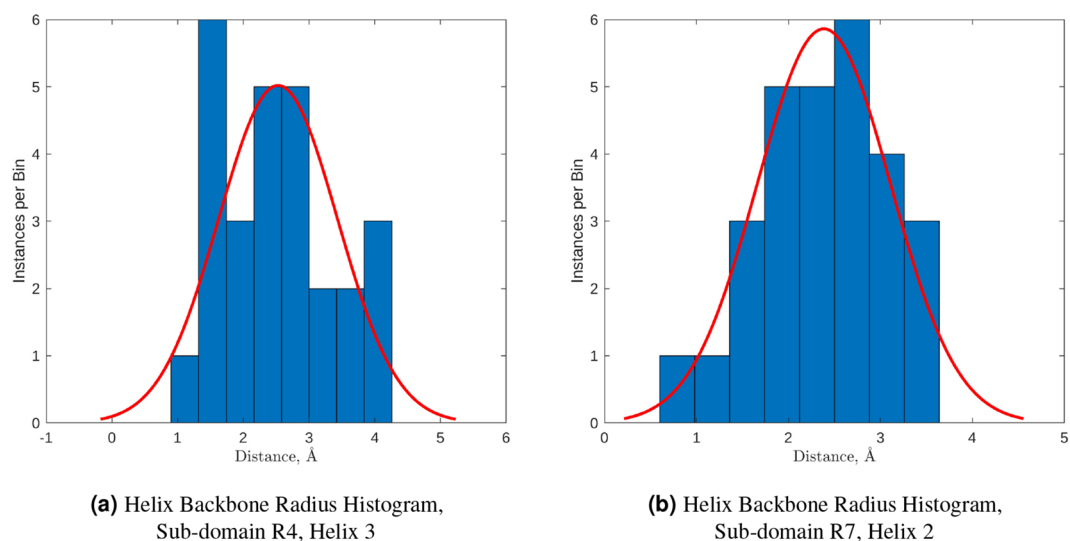 6
5
4
3
2
1
0
Instances per Bin
-1 0 1 2 3 4 5 6
Distance, Å
(a) Helix Backbone Radius Histogram,
Sub-domain R4, Helix 3
6
5
4
3
2
1
0
Instances per Bin
0 1 2 3 4 5
Distance, Å
(b) Helix Backbone Radius Histogram,
Sub-domain R7, Helix 2